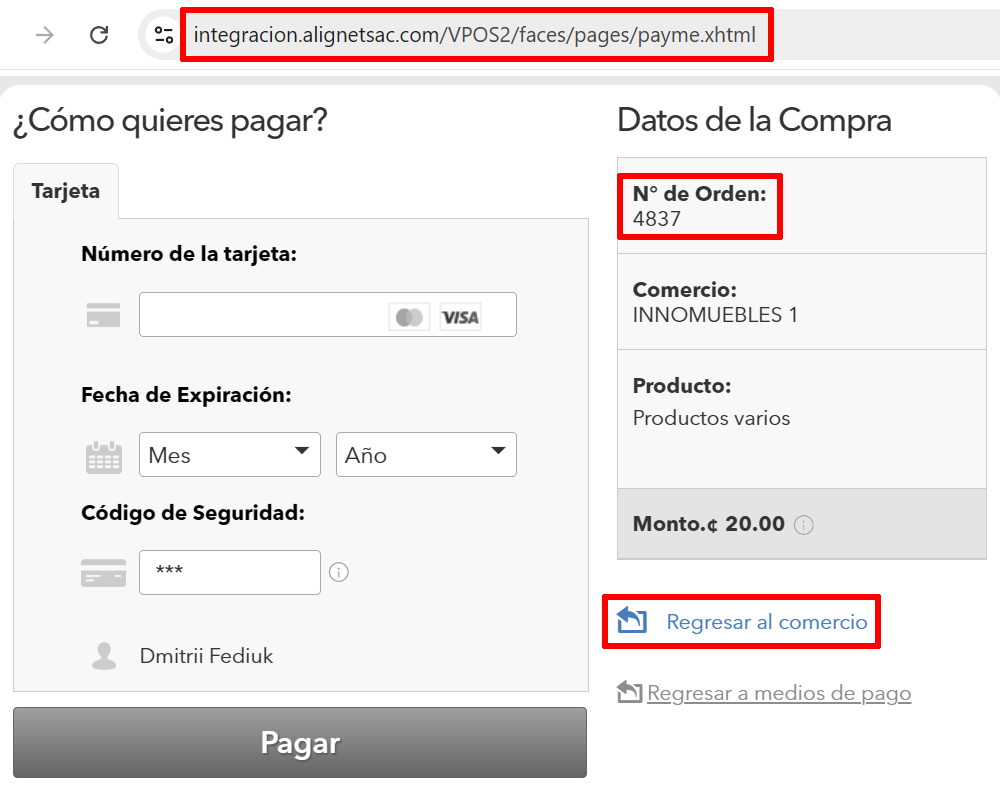 integracion.alignetsac.com/VPOS2/faces/pages/payme.xhtml
¿Cómo quieres pagar?
Tarjeta
Número de la tarjeta:
VISA
Fecha de Expiración:
Mes
Año
Código de Seguridad:
***
Dmitrii Fediuk
Pagar
Datos de la Compra
N° de Orden:
4837
Comercio:
INNOMUEBLES 1
Producto:
Productos varios
Monto.¢ 20.00
Regresar al comercio
Regresar a medios de pago